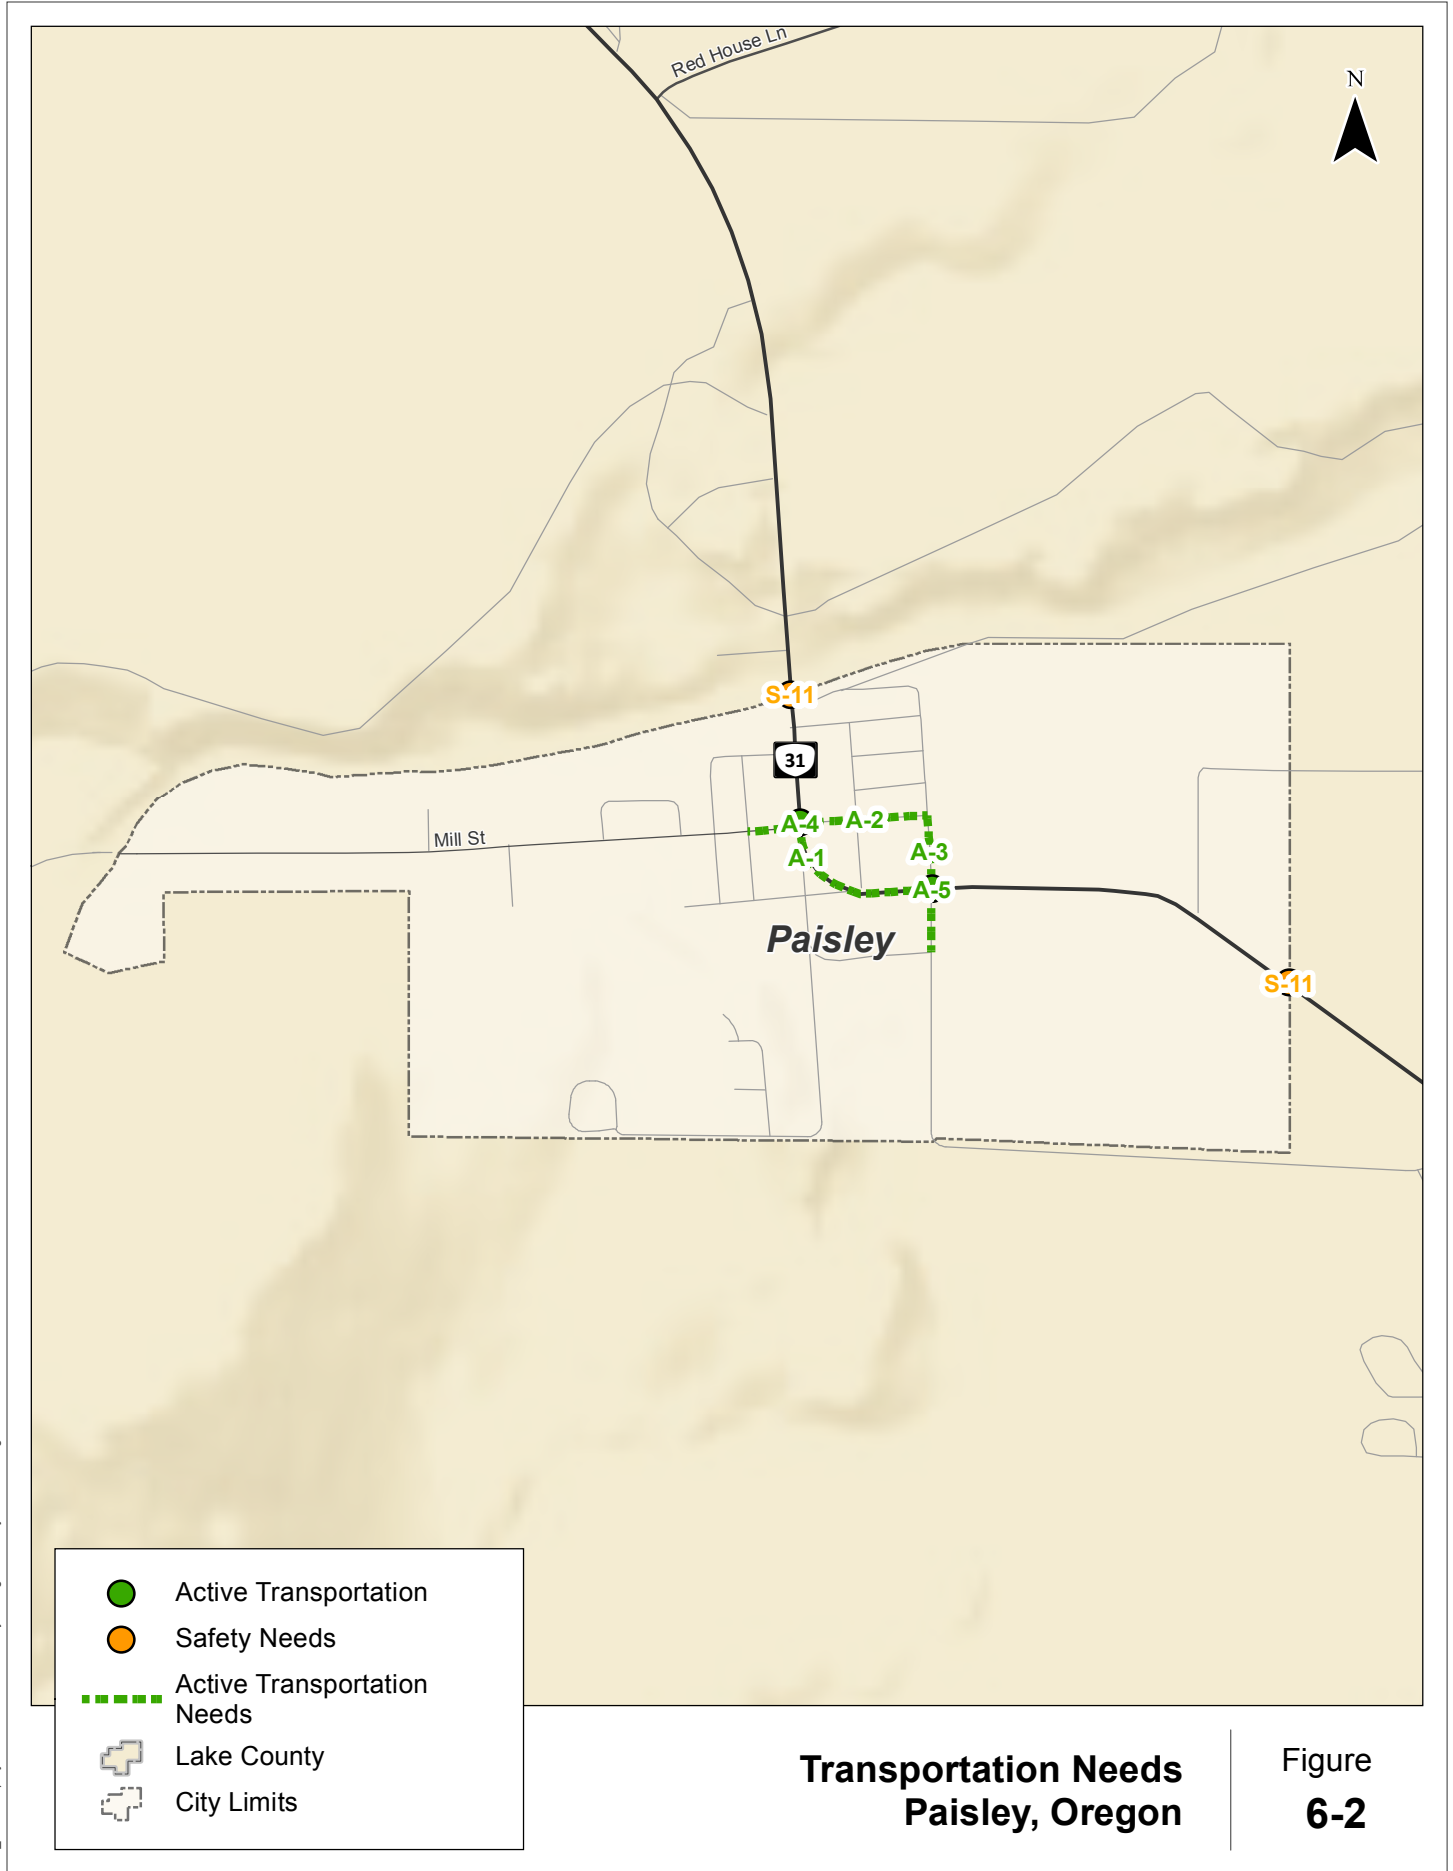 Red House Ln
N
S-11
31
A-4
A-2
Mill St
A-1
A-3
A-5
Paisley
S-11
Active Transportation
Safety Needs
Active Transportation
Needs
Lake County
City Limits
Transportation Needs
Paisley, Oregon
Figure
6-2